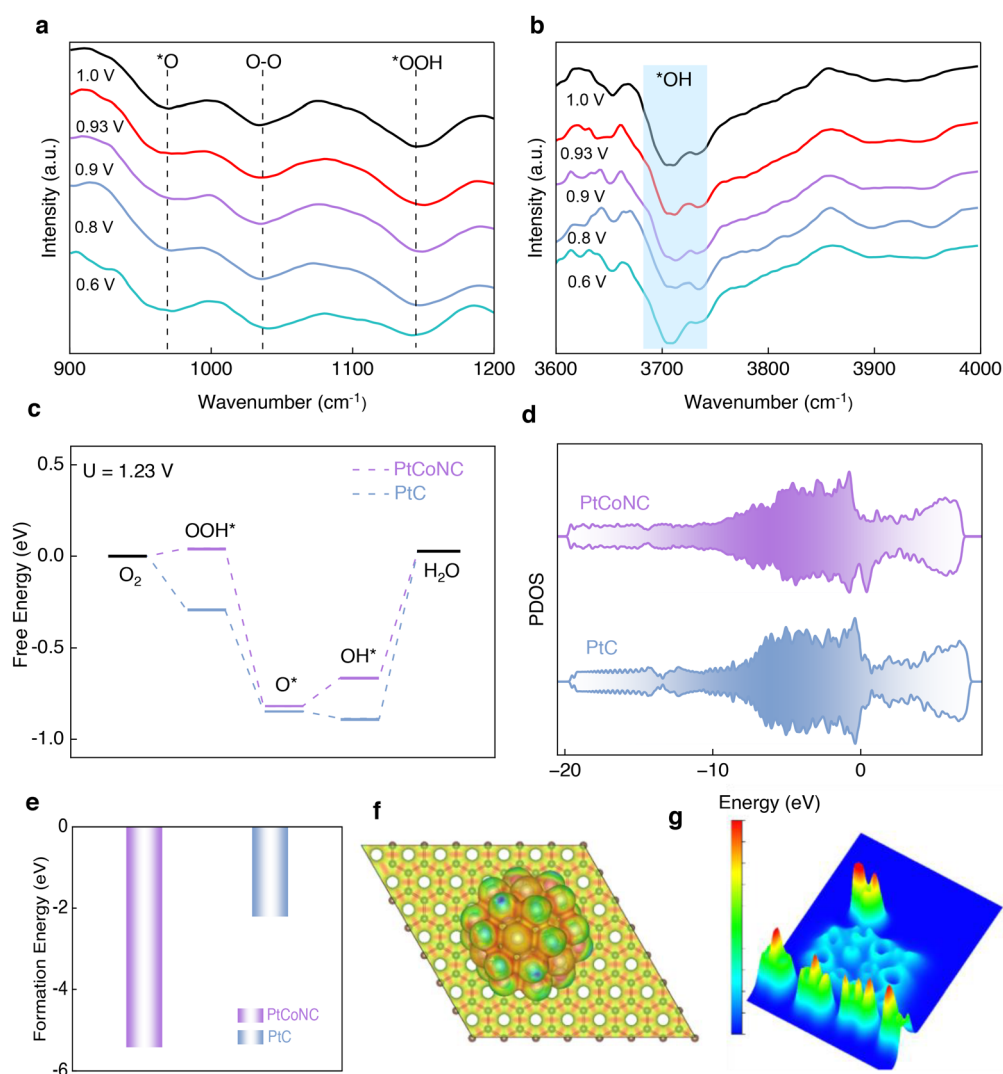 a
*O
O-O
*OOH
1.0 V
0.93 V
0.9 V
0.8 V
0.6 V
Intensity (a.u.)
900
1000
1100
1200
Wavenumber (cm⁻¹)
b
*OH
1.0 V
0.93 V
0.9 V
0.8 V
0.6 V
Intensity (a.u.)
3600
3700
3800
3900
4000
Wavenumber (cm⁻¹)
c
U = 1.23 V
PtCoNC
PtC
0.5
0.0
-0.5
-1.0
Free Energy (eV)
O₂
OOH*
O*
OH*
H₂O
d
PtCoNC
PtC
PDOS
−20
−10
0
Energy (eV)
e
0
-2
-4
-6
Formation Energy (eV)
PtCoNC
PtC
f
g